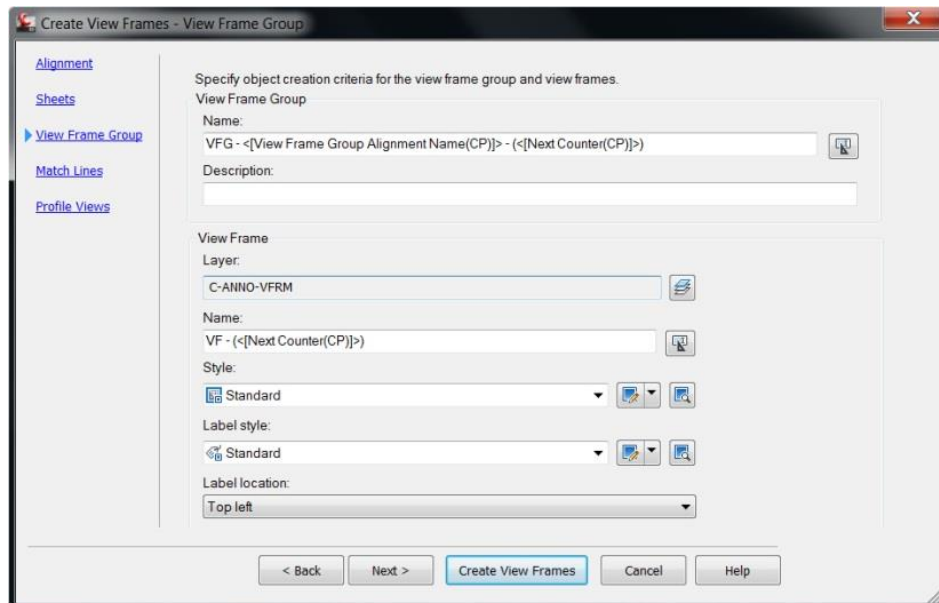 Create View Frames - View Frame Group
Alignment
Sheets
View Frame Group
Match Lines
Profile Views
Specify object creation criteria for the view frame group and view frames.
View Frame Group
Name:
VFG - <[View Frame Group Alignment Name(CP)]> - (<[Next Counter(CP)]>)
Description:
View Frame
Layer:
C-ANNO-VFRM
Name:
VF - (<[Next Counter(CP)]>)
Style:
Standard
Label style:
Standard
Label location:
Top left
< Back
Next >
Create View Frames
Cancel
Help